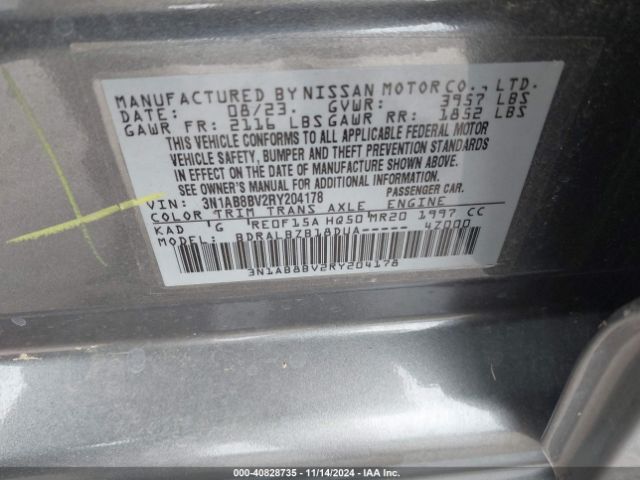 MANUFACTURED BY NISSAN MOTOR CO., LTD.
DATE: 08/23. GVWR: 3957 LBS
GAWR FR: 2116 LBS GAWR RR: 1852 LBS
THIS VEHICLE CONFORMS TO ALL APPLICABLE FEDERAL MOTOR
VEHICLE SAFETY, BUMPER AND THEFT PREVENTION STANDARDS
IN EFFECT ON THE DATE OF MANUFACTURE SHOWN ABOVE.
SEE OWNER'S MANUAL FOR ADDITIONAL INFORMATION.
VIN: 3N1AB8BV2RY204178 PASSENGER CAR.
COLOR TRIM TRANS AXLE ENGINE
KAD G RE0F15A HQ50 MR20 1997 CC
MODEL: BDRALBZB18DUA----- 4Z000
3N1AB8BV2RY204178
000-40828735 - 11/14/2024 - IAA Inc.